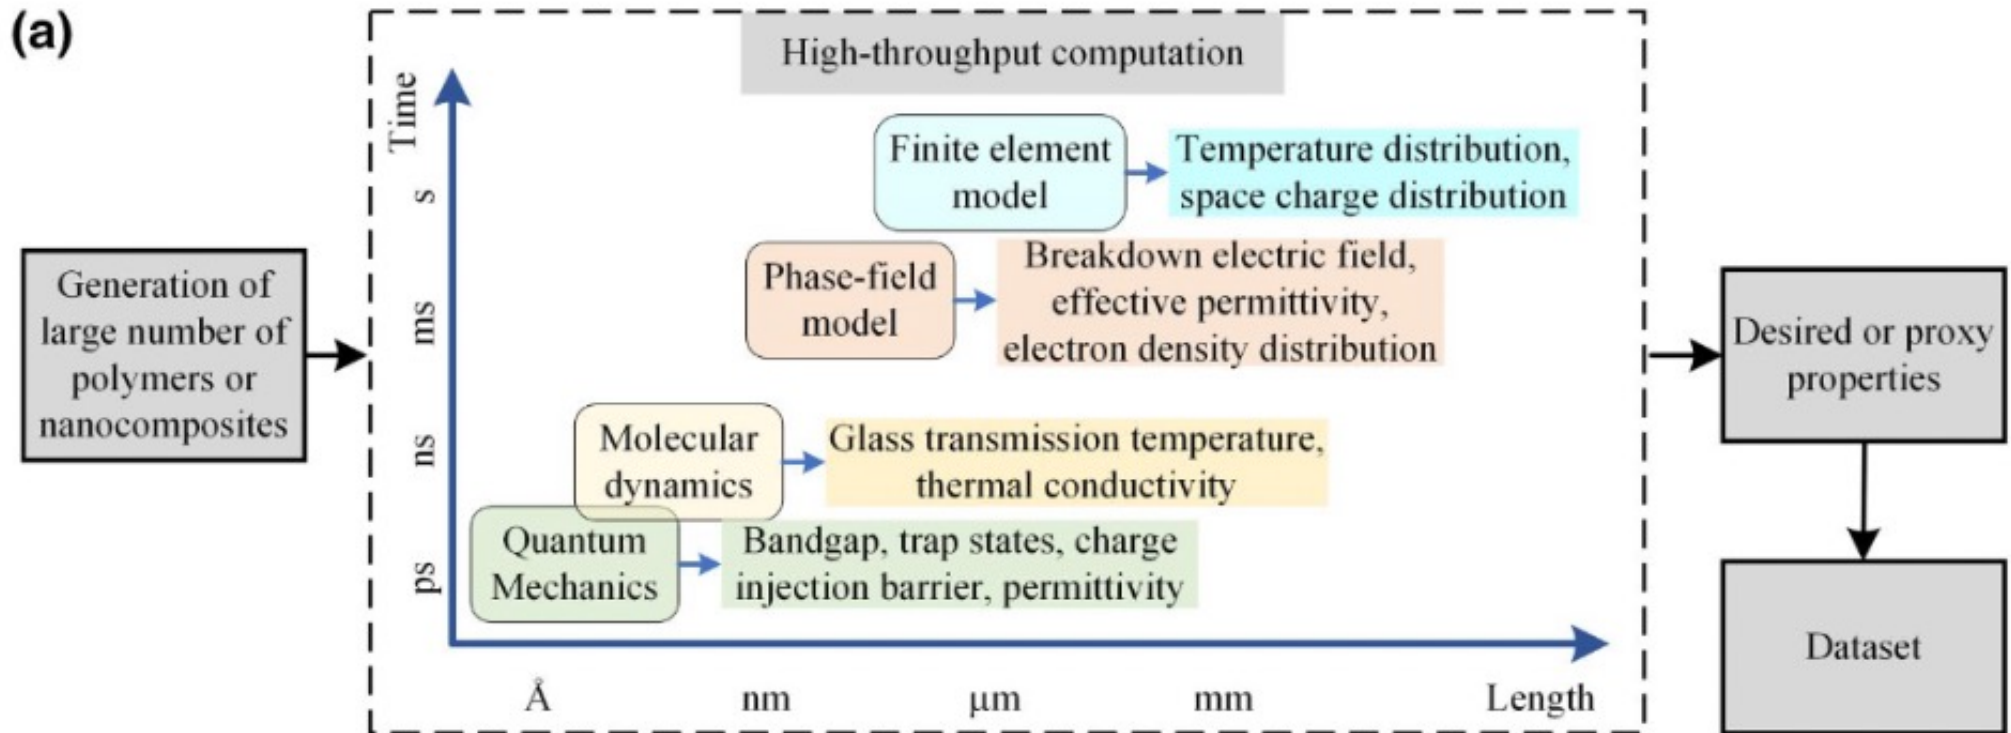 (a)
High-throughput computation
Time
s
ms
ns
ps
Finite element
model
Temperature distribution,
space charge distribution
Phase-field
model
Breakdown electric field,
effective permittivity,
electron density distribution
Molecular
dynamics
Glass transmission temperature,
thermal conductivity
Quantum
Mechanics
Bandgap, trap states, charge
injection barrier, permittivity
Å
nm
μm
mm
Length
Generation of
large number of
polymers or
nanocomposites
Desired or proxy
properties
Dataset